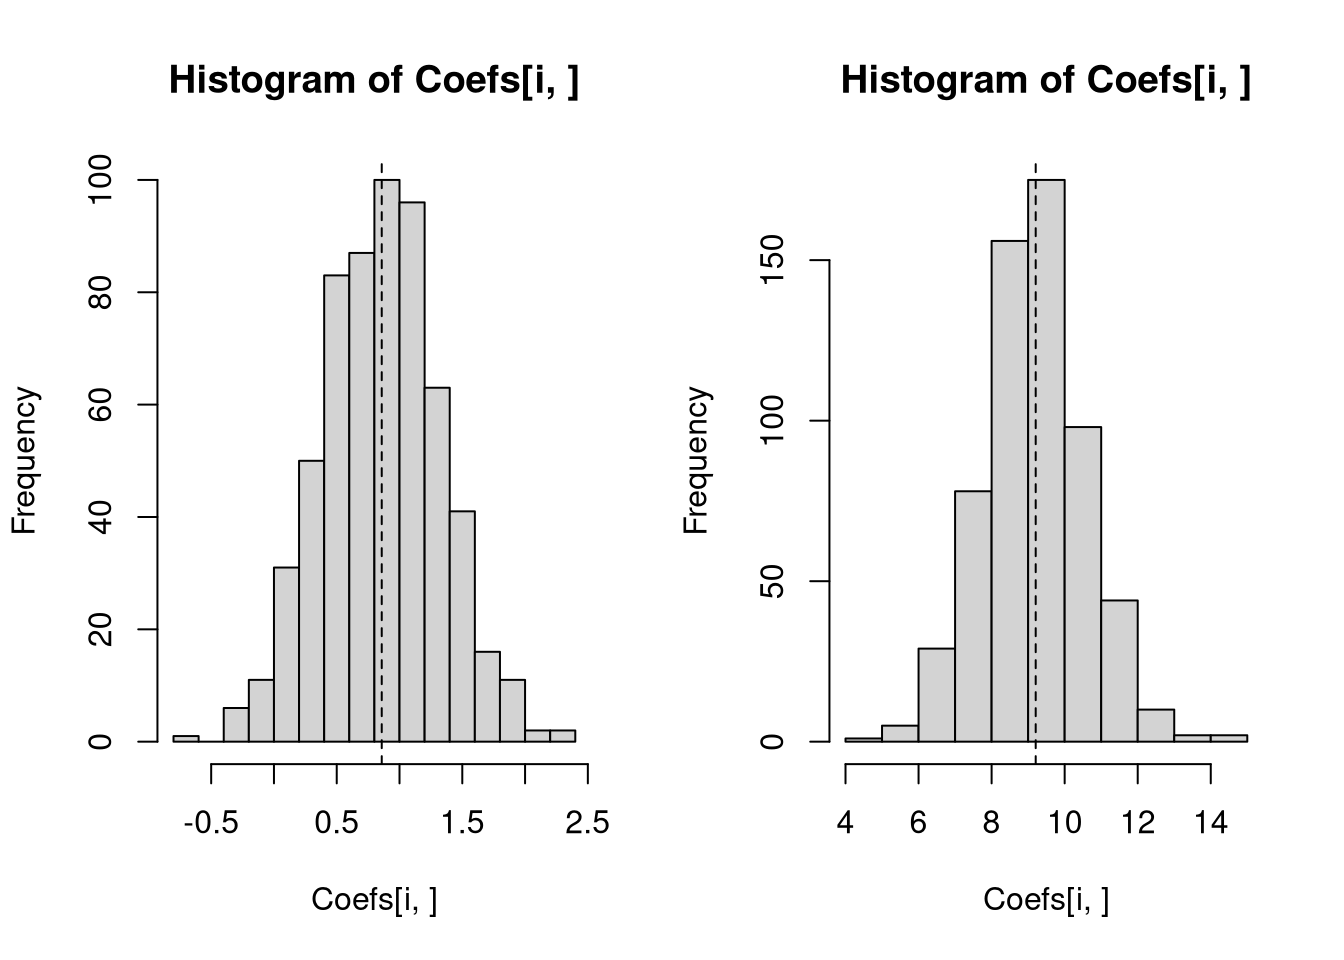 Histogram of Coefs[i, ]
Frequency
100
80
60
40
20
0
-0.5 0.5 1.5 2.5
Coefs[i, ]
Histogram of Coefs[i, ]
Frequency
150
100
50
0
4 6 8 10 12 14
Coefs[i, ]